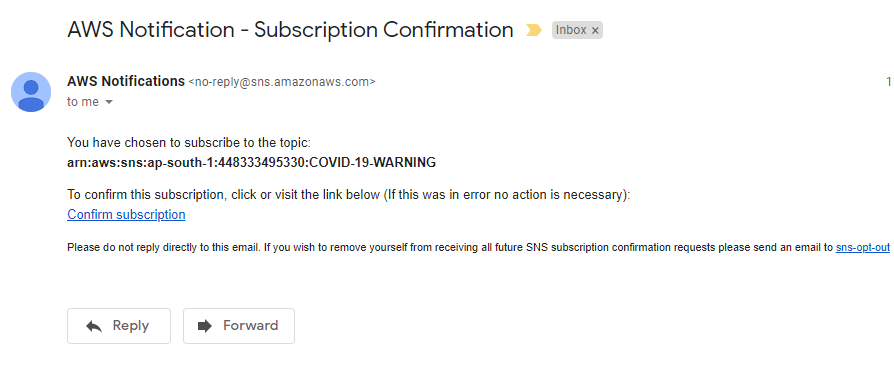 AWS Notification - Subscription Confirmation Inbox x
AWS Notifications <no-reply@sns.amazonaws.com> 1
to me
You have chosen to subscribe to the topic:
arn:aws:sns:ap-south-1:448333495330:COVID-19-WARNING
To confirm this subscription, click or visit the link below (If this was in error no action is necessary):
Confirm subscription
Please do not reply directly to this email. If you wish to remove yourself from receiving all future SNS subscription confirmation requests please send an email to sns-opt-out
Reply Forward